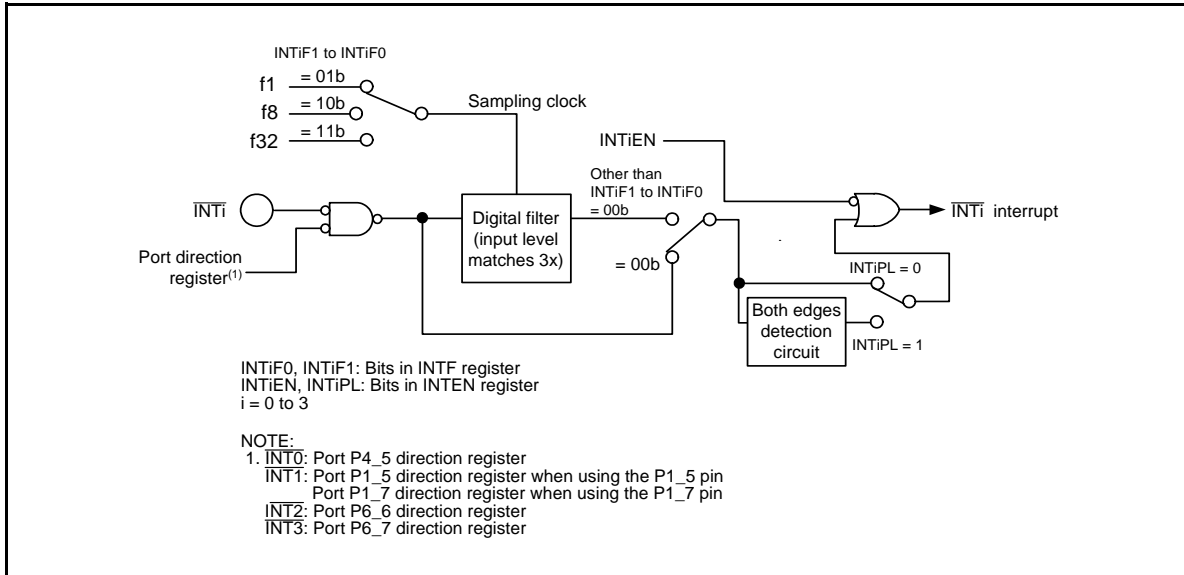 INTiF1 to INTiF0
f1 = 01b
f8 = 10b
f32 = 11b
Sampling clock
INTiEN
Other than
INTiF1 to INTiF0
= 00b
INTi
Digital filter
(input level
matches 3x)
INTi interrupt
Port direction
register(1)
= 00b
INTiPL = 0
Both edges
detection
circuit
INTiPL = 1
INTiF0, INTiF1: Bits in INTF register
INTiEN, INTiPL: Bits in INTEN register
i = 0 to 3
NOTE:
1. INT0: Port P4_5 direction register
INT1: Port P1_5 direction register when using the P1_5 pin
Port P1_7 direction register when using the P1_7 pin
INT2: Port P6_6 direction register
INT3: Port P6_7 direction register